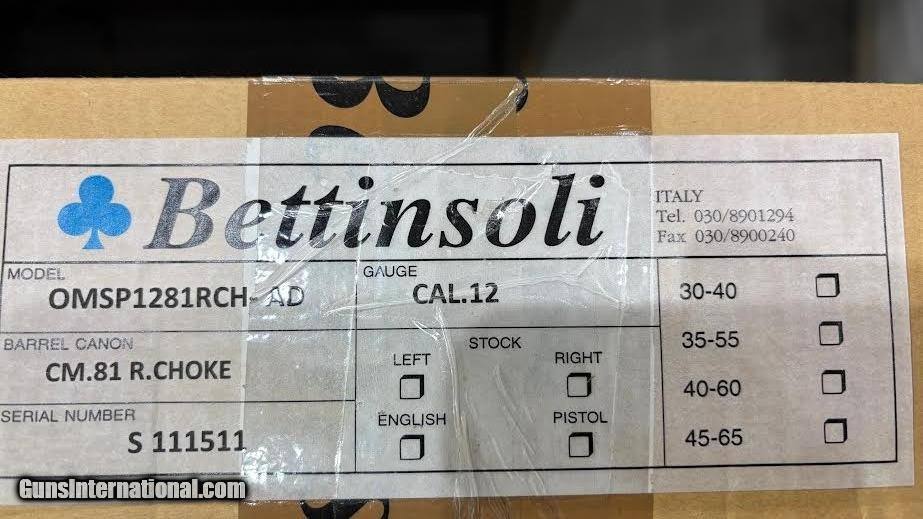 Bettinsoli
ITALY
Tel. 030/8901294
Fax 030/8900240
MODEL
OMSP1281RCH- AD
GAUGE
CAL.12
BARREL CANON
CM.81 R.CHOKE
SERIAL NUMBER
S 111511
STOCK
LEFT
RIGHT
ENGLISH
PISTOL
30-40
35-55
40-60
45-65
GunsInternational.com